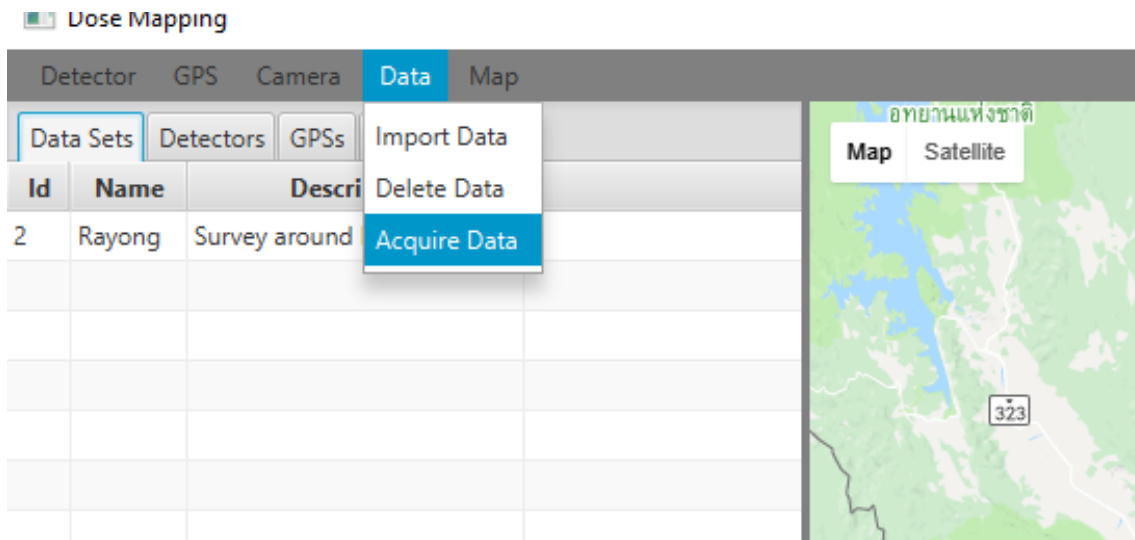 Dose Mapping
Detector GPS Camera Data Map
Data Sets Detectors GPSs
Import Data
Delete Data
Acquire Data
Id Name Descri
2 Rayong Survey around
อุทยานแห่งชาติ
Map Satellite
323